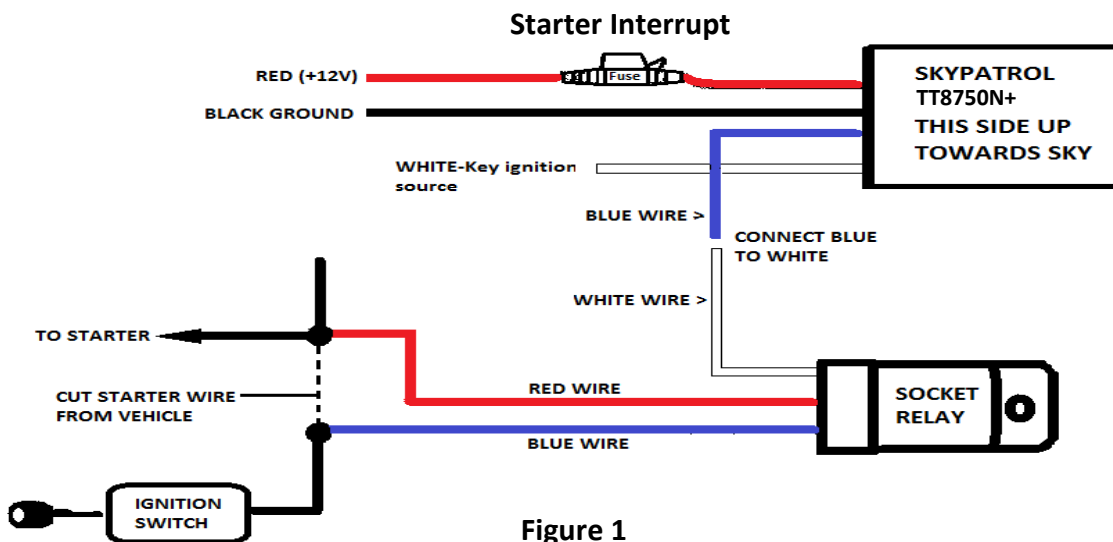 Starter Interrupt
RED (+12V)
Fuse
SKYPATROL
TT8750N+
THIS SIDE UP
TOWARDS SKY
BLACK GROUND
WHITE-Key ignition
source
BLUE WIRE >
CONNECT BLUE
TO WHITE
WHITE WIRE >
TO STARTER
CUT STARTER WIRE
FROM VEHICLE
RED WIRE
BLUE WIRE
SOCKET
RELAY
IGNITION
SWITCH
Figure 1